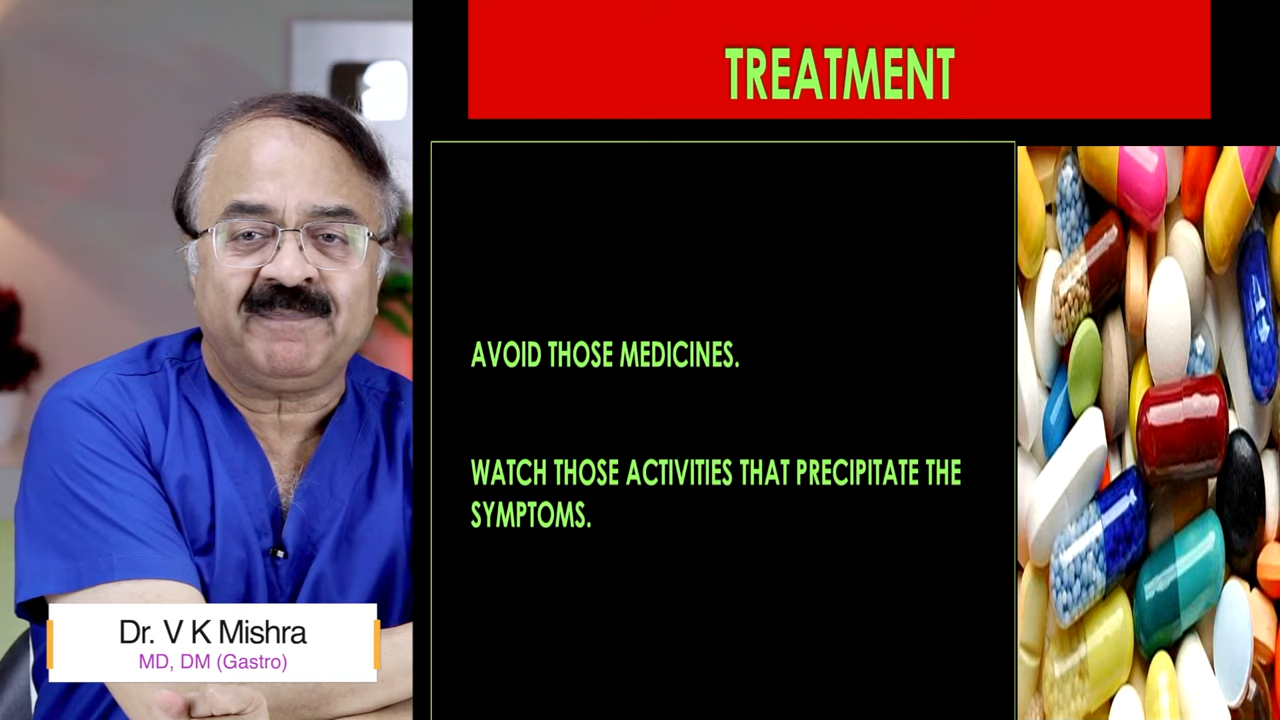 TREATMENT
AVOID THOSE MEDICINES.
WATCH THOSE ACTIVITIES THAT PRECIPITATE THE
SYMPTOMS.
Dr. V K Mishra
MD, DM (Gastro)